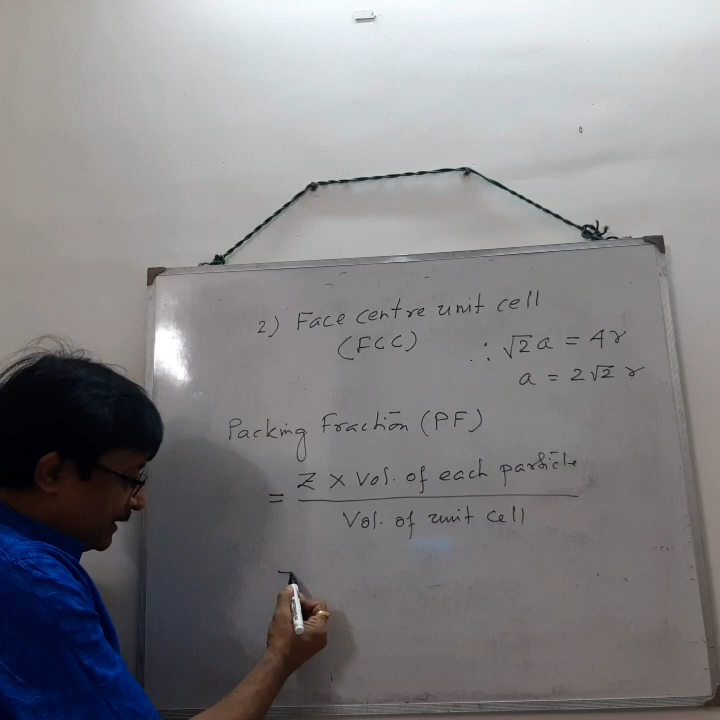 2) Face centre unit cell
(FCC)
∴ √2 a = 4r
a = 2√2 r
Packing Fraction (PF)
= Z × Vol. of each particle
Vol. of unit cell